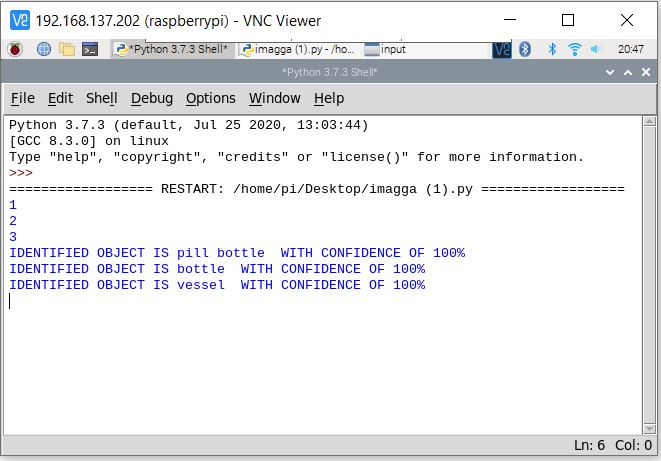 192.168.137.202 (raspberrypi) - VNC Viewer
*Python 3.7.3 Shell* imagga (1).py - /ho... input 20:47
*Python 3.7.3 Shell*
File Edit Shell Debug Options Window Help
Python 3.7.3 (default, Jul 25 2020, 13:03:44)
[GCC 8.3.0] on linux
Type "help", "copyright", "credits" or "license()" for more information.
>>>
================== RESTART: /home/pi/Desktop/imagga (1).py ==================
1
2
3
IDENTIFIED OBJECT IS pill bottle  WITH CONFIDENCE OF 100%
IDENTIFIED OBJECT IS bottle  WITH CONFIDENCE OF 100%
IDENTIFIED OBJECT IS vessel  WITH CONFIDENCE OF 100%
Ln: 6 Col: 0